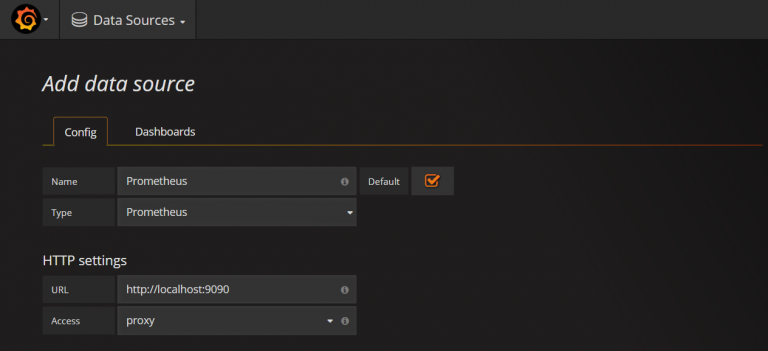 Data Sources
Add data source
Config Dashboards
Name Prometheus Default
Type Prometheus
HTTP settings
URL http://localhost:9090
Access proxy